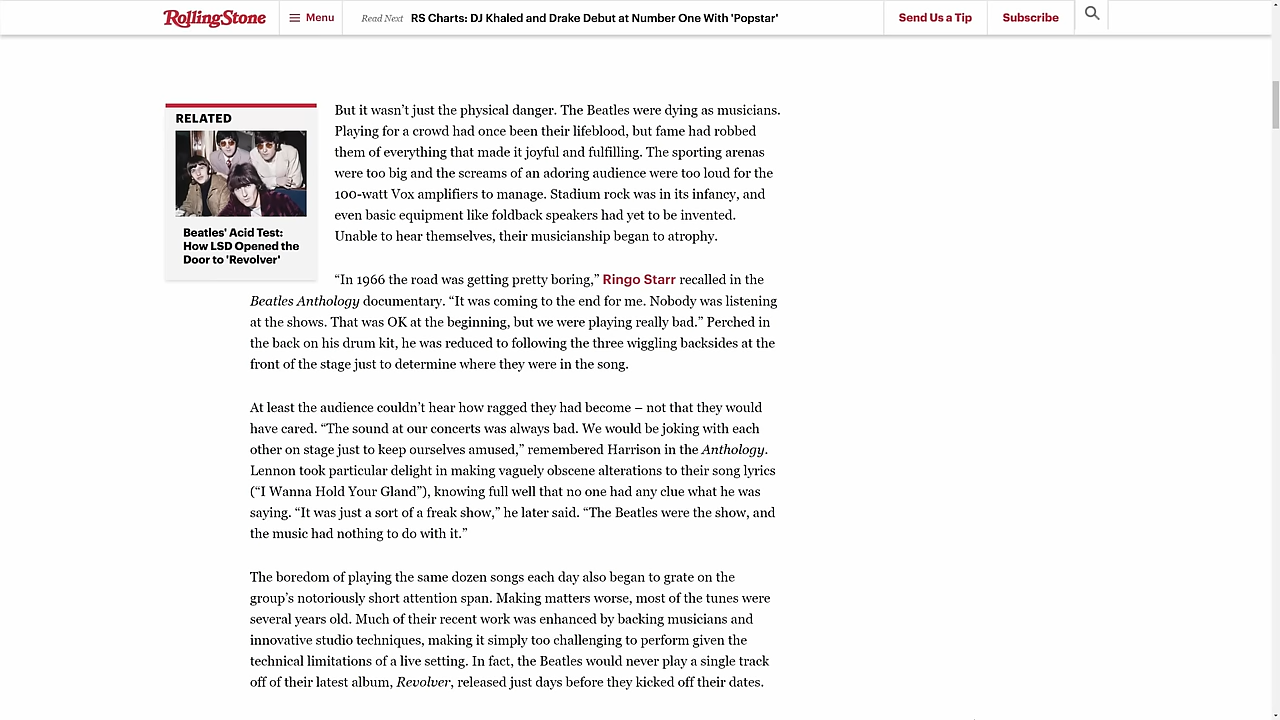 RollingStone
Menu
Read Next RS Charts: DJ Khaled and Drake Debut at Number One With 'Popstar'
Send Us a Tip
Subscribe
RELATED
Beatles' Acid Test:
How LSD Opened the
Door to 'Revolver'
But it wasn’t just the physical danger. The Beatles were dying as musicians.
Playing for a crowd had once been their lifeblood, but fame had robbed
them of everything that made it joyful and fulfilling. The sporting arenas
were too big and the screams of an adoring audience were too loud for the
100-watt Vox amplifiers to manage. Stadium rock was in its infancy, and
even basic equipment like foldback speakers had yet to be invented.
Unable to hear themselves, their musicianship began to atrophy.
“In 1966 the road was getting pretty boring,” Ringo Starr recalled in the
Beatles Anthology documentary. “It was coming to the end for me. Nobody was listening
at the shows. That was OK at the beginning, but we were playing really bad.” Perched in
the back on his drum kit, he was reduced to following the three wiggling backsides at the
front of the stage just to determine where they were in the song.
At least the audience couldn’t hear how ragged they had become – not that they would
have cared. “The sound at our concerts was always bad. We would be joking with each
other on stage just to keep ourselves amused,” remembered Harrison in the Anthology.
Lennon took particular delight in making vaguely obscene alterations to their song lyrics
(“I Wanna Hold Your Gland”), knowing full well that no one had any clue what he was
saying. “It was just a sort of a freak show,” he later said. “The Beatles were the show, and
the music had nothing to do with it.”
The boredom of playing the same dozen songs each day also began to grate on the
group’s notoriously short attention span. Making matters worse, most of the tunes were
several years old. Much of their recent work was enhanced by backing musicians and
innovative studio techniques, making it simply too challenging to perform given the
technical limitations of a live setting. In fact, the Beatles would never play a single track
off of their latest album, Revolver, released just days before they kicked off their dates.